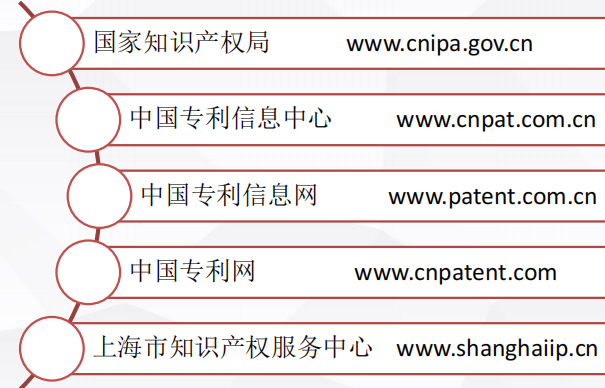 国家知识产权局 www.cnipa.gov.cn
中国专利信息中心 www.cnpat.com.cn
中国专利信息网 www.patent.com.cn
中国专利网 www.cnpatent.com
上海市知识产权服务中心 www.shanghaiip.cn